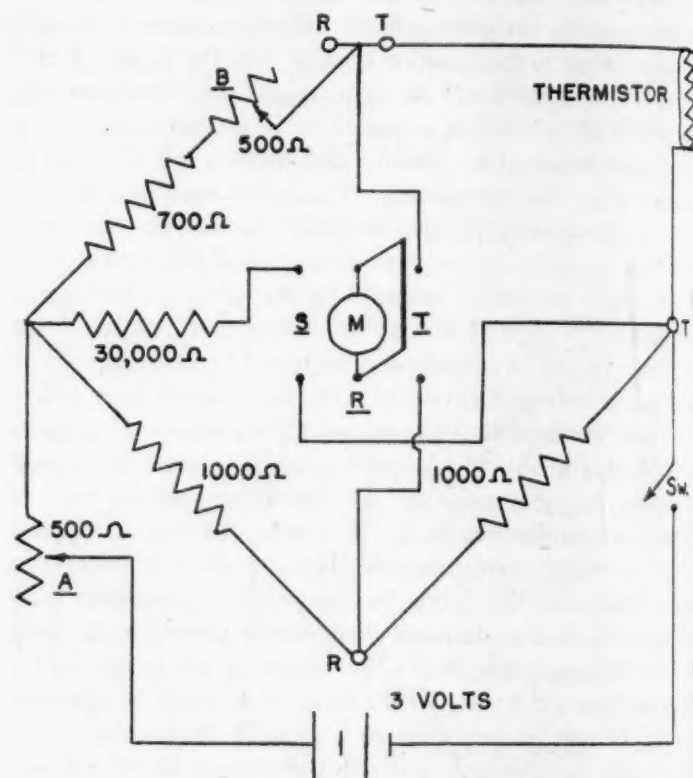 R T
B
500Ω
THERMISTOR
700Ω
S M T
T
30,000Ω
R
1000Ω 1000Ω
SW.
500Ω
A
R
3 VOLTS